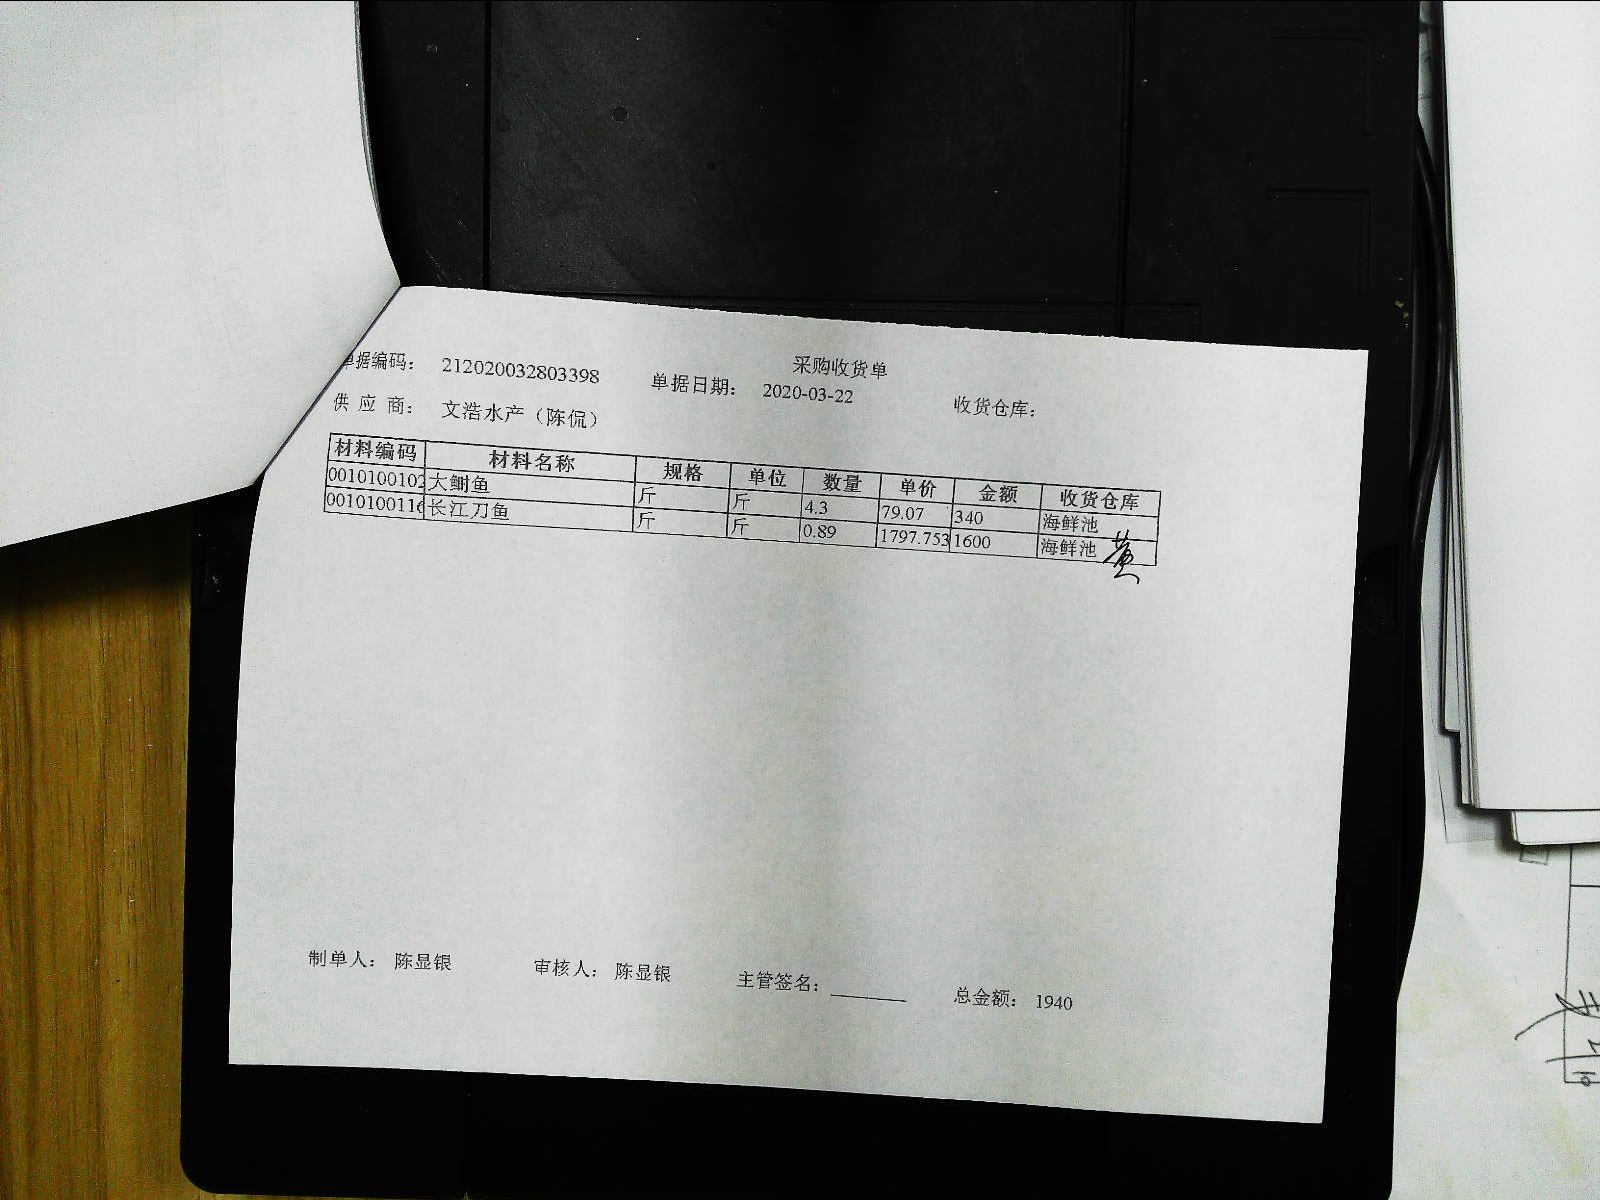 采购收货单
单据编码： 212020032803398 单据日期： 2020-03-22 收货仓库：
供 应 商： 文浩水产（陈侃）
材料编码 材料名称 规格 单位 数量 单价 金额 收货仓库
0010100102 大鲥鱼 斤 斤 4.3 79.07 340 海鲜池
0010100116 长江刀鱼 斤 斤 0.89 1797.753 1600 海鲜池
黄
制单人： 陈显银 审核人： 陈显银 主管签名： 总金额： 1940